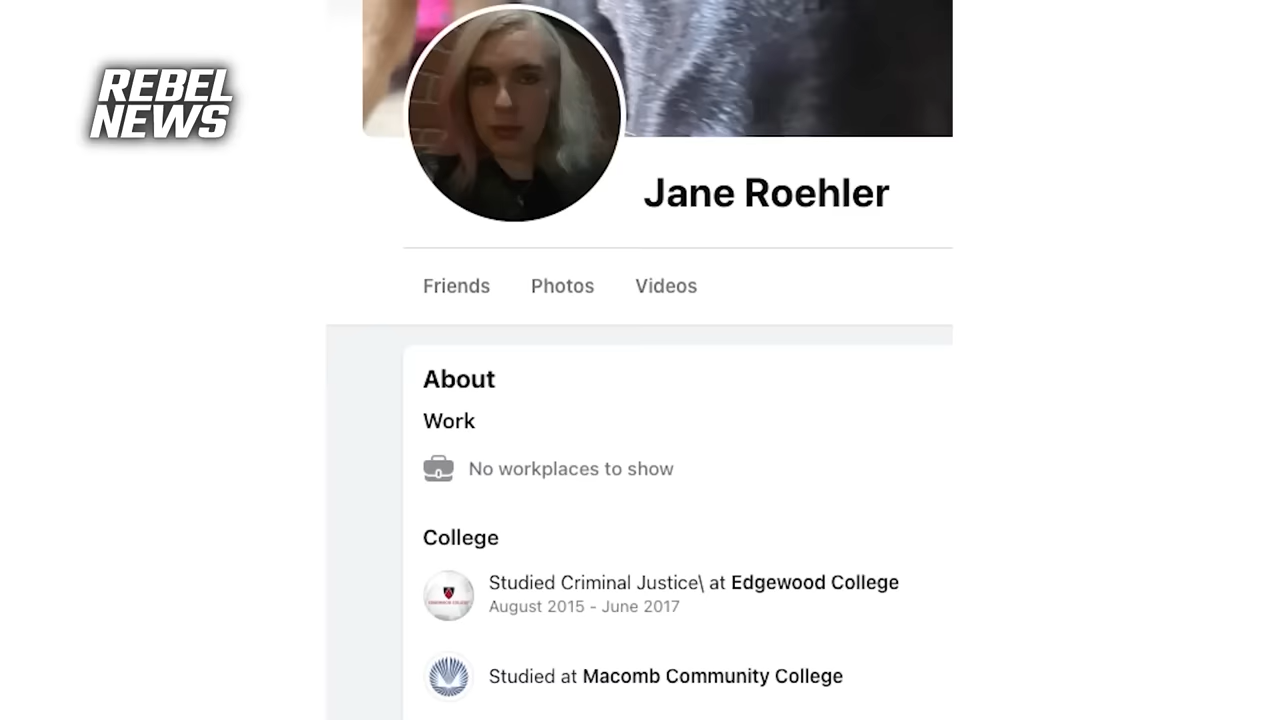 REBEL
NEWS
Jane Roehler
Friends Photos Videos
About
Work
No workplaces to show
College
Studied Criminal Justice\ at Edgewood College
August 2015 - June 2017
Studied at Macomb Community College